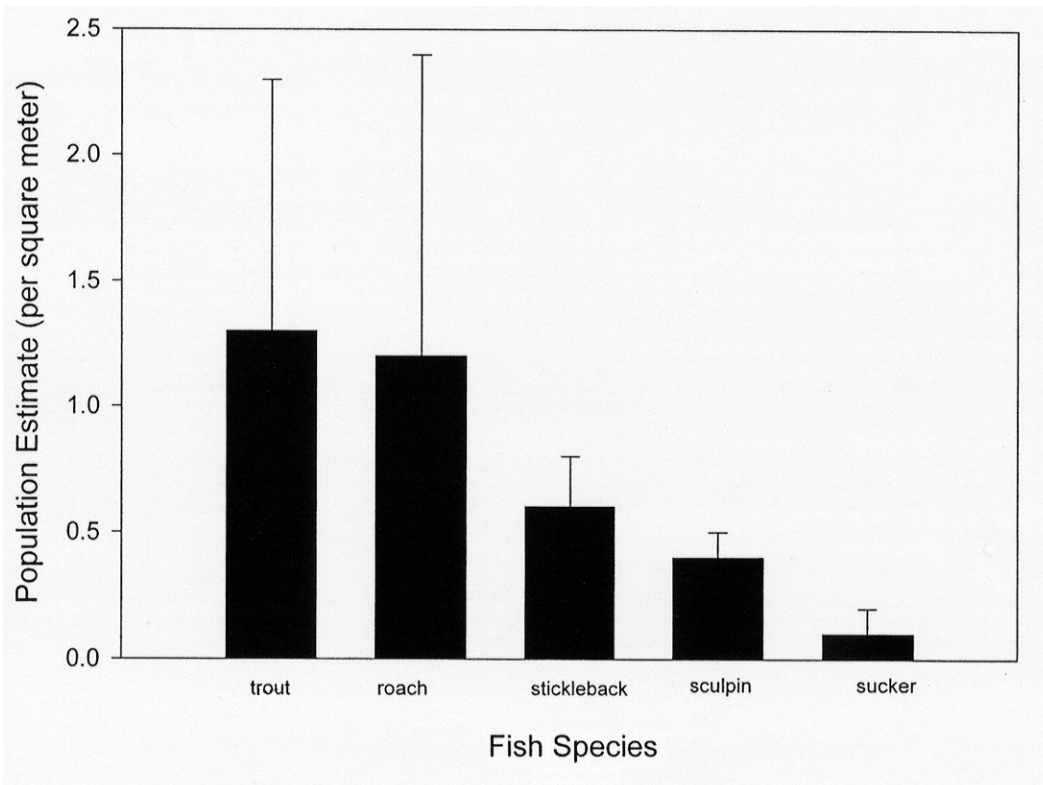 Population Estimate (per square meter)
2.5
2.0
1.5
1.0
0.5
0.0
trout
roach
stickleback
sculpin
sucker
Fish Species